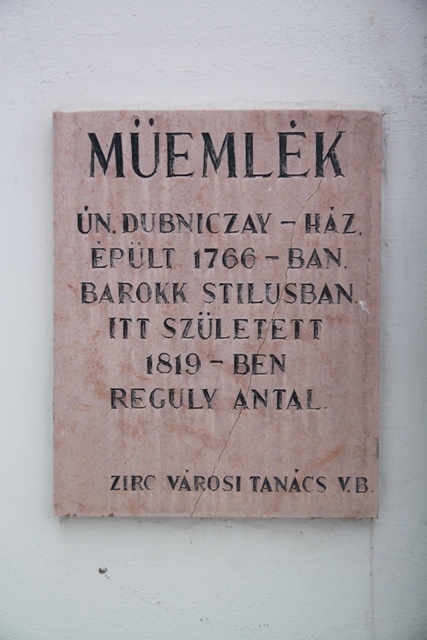 MÜEMLÉK
ÚN. DUBNICZAY - HÁZ.
ÉPÜLT 1766 - BAN.
BAROKK STILUSBAN.
ITT SZÜLETETT
1819 - BEN
REGULY ANTAL.
ZIRC VÁROSI TANÁCS V.B.